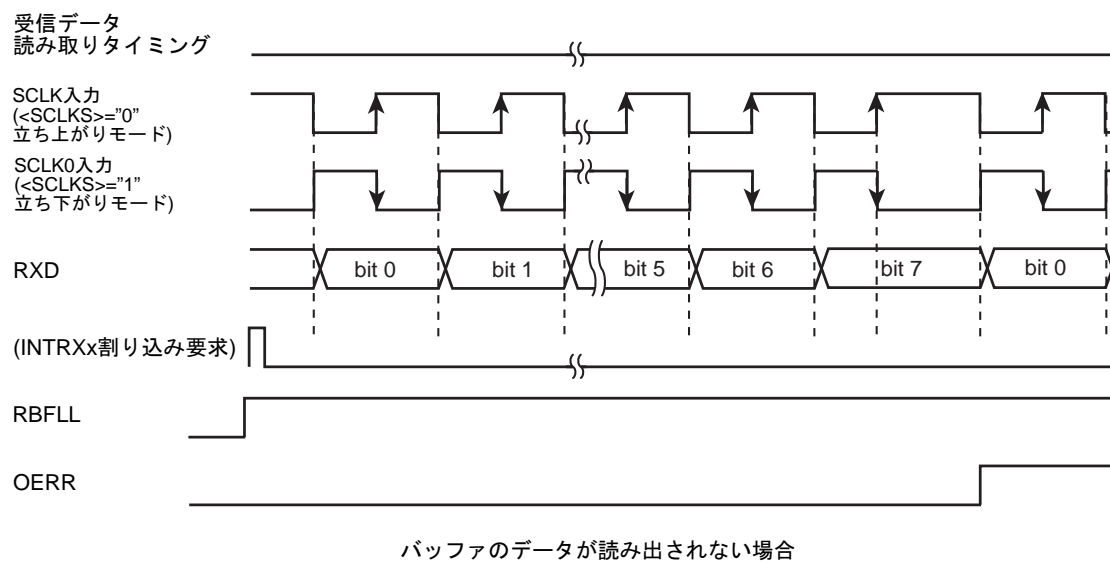 受信データ
読み取りタイミング
SCLK入力
(<SCLKS>="0"
立ち上がりモード)
SCLK0入力
(<SCLKS>="1"
立ち下がりモード)
RXD
bit 0
bit 1
bit 5
bit 6
bit 7
bit 0
(INTRXx割り込み要求)
RBFLL
OERR
バッファのデータが読み出されない場合